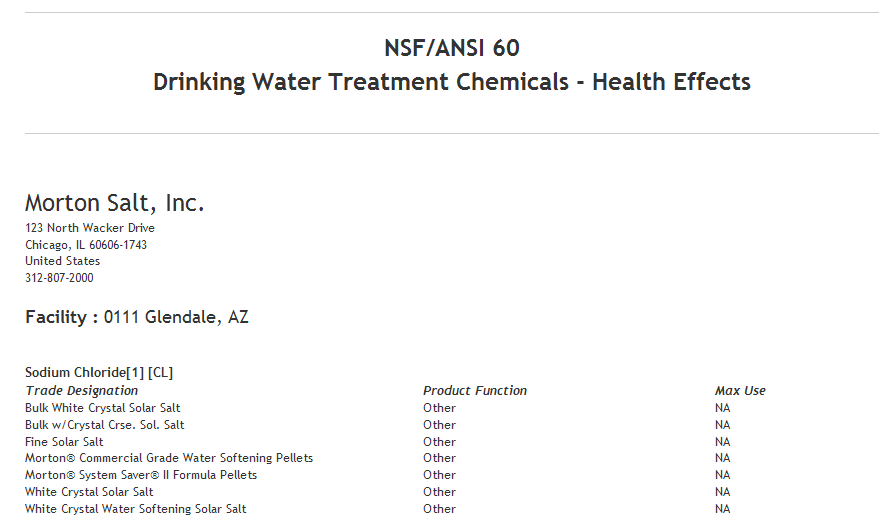 NSF/ANSI 60
Drinking Water Treatment Chemicals - Health Effects
Morton Salt, Inc.
123 North Wacker Drive
Chicago, IL 60606-1743
United States
312-807-2000
Facility : 0111 Glendale, AZ
Sodium Chloride[1] [CL]
Trade Designation Product Function Max Use
Bulk White Crystal Solar Salt Other NA
Bulk w/Crystal Crse. Sol. Salt Other NA
Fine Solar Salt Other NA
Morton® Commercial Grade Water Softening Pellets Other NA
Morton® System Saver® II Formula Pellets Other NA
White Crystal Solar Salt Other NA
White Crystal Water Softening Solar Salt Other NA